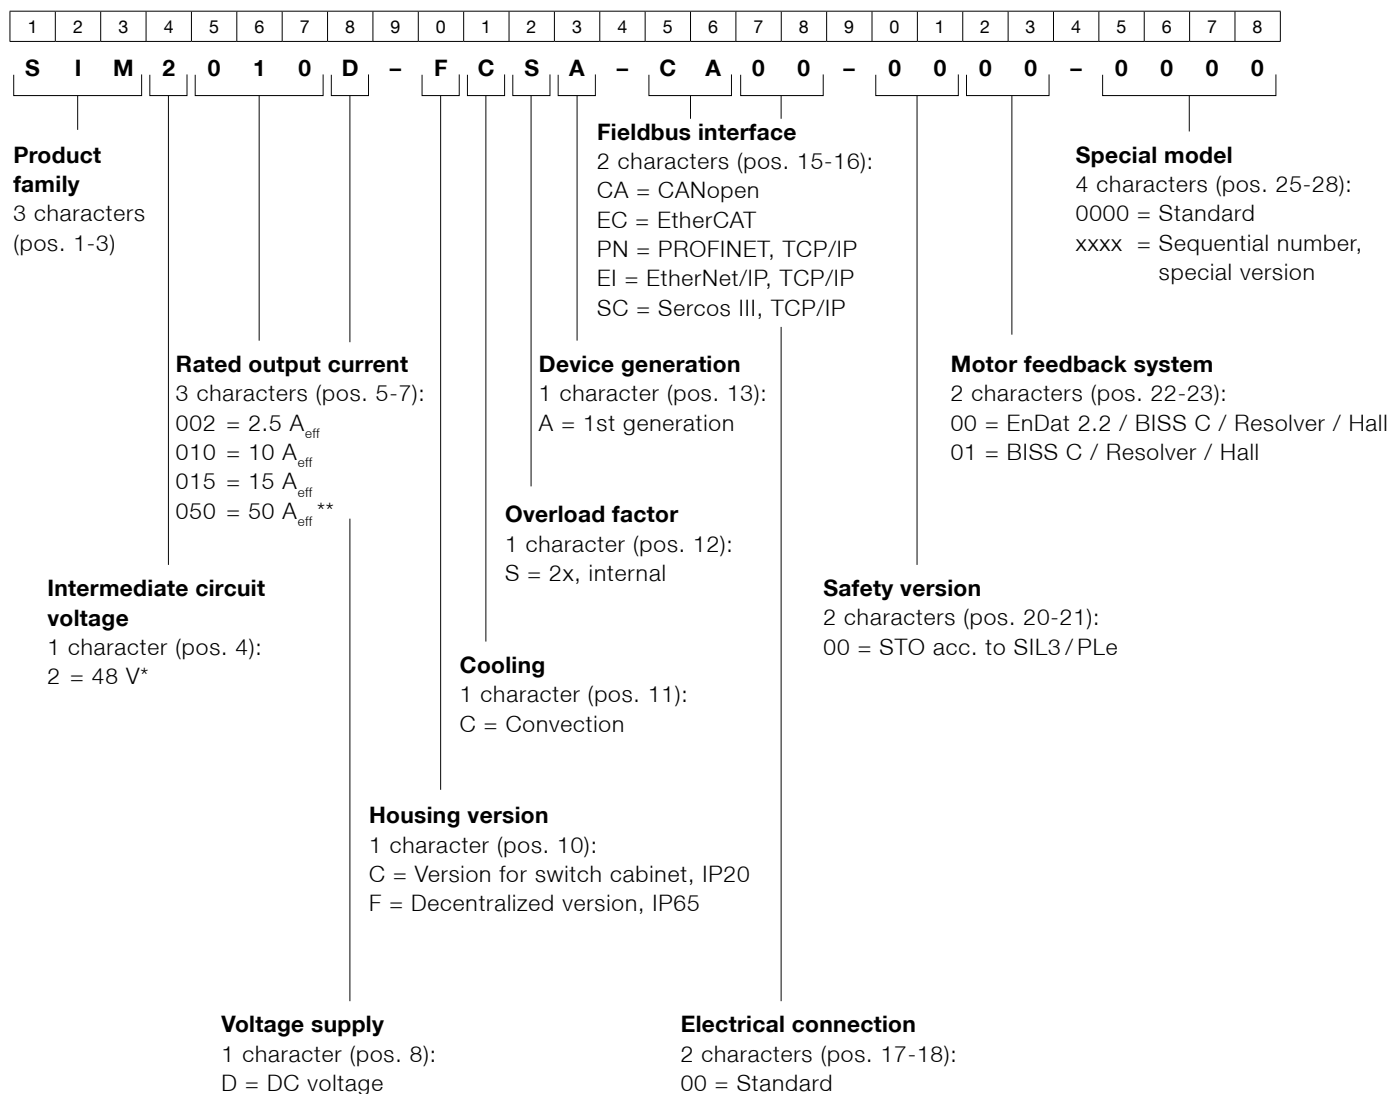 1 2 3 4 5 6 7 8 9 0 1 2 3 4 5 6 7 8 9 0 1 2 3 4 5 6 7 8
S I M 2 0 1 0 D – F C S A – C A 0 0 – 0 0 0 0 – 0 0 0 0
Product
family
3 characters
(pos. 1-3)
Fieldbus interface
2 characters (pos. 15-16):
CA = CANopen
EC = EtherCAT
PN = PROFINET, TCP/IP
EI = EtherNet/IP, TCP/IP
SC = Sercos III, TCP/IP
Special model
4 characters (pos. 25-28):
0000 = Standard
xxxx = Sequential number,
special version
Rated output current
3 characters (pos. 5-7):
002 = 2.5 Aeff
010 = 10 Aeff
015 = 15 Aeff
050 = 50 Aeff **
Device generation
1 character (pos. 13):
A = 1st generation
Motor feedback system
2 characters (pos. 22-23):
00 = EnDat 2.2 / BISS C / Resolver / Hall
01 = BISS C / Resolver / Hall
Overload factor
1 character (pos. 12):
S = 2x, internal
Intermediate circuit
voltage
1 character (pos. 4):
2 = 48 V*
Safety version
2 characters (pos. 20-21):
00 = STO acc. to SIL3/PLe
Cooling
1 character (pos. 11):
C = Convection
Housing version
1 character (pos. 10):
C = Version for switch cabinet, IP20
F = Decentralized version, IP65
Voltage supply
1 character (pos. 8):
D = DC voltage
Electrical connection
2 characters (pos. 17-18):
00 = Standard